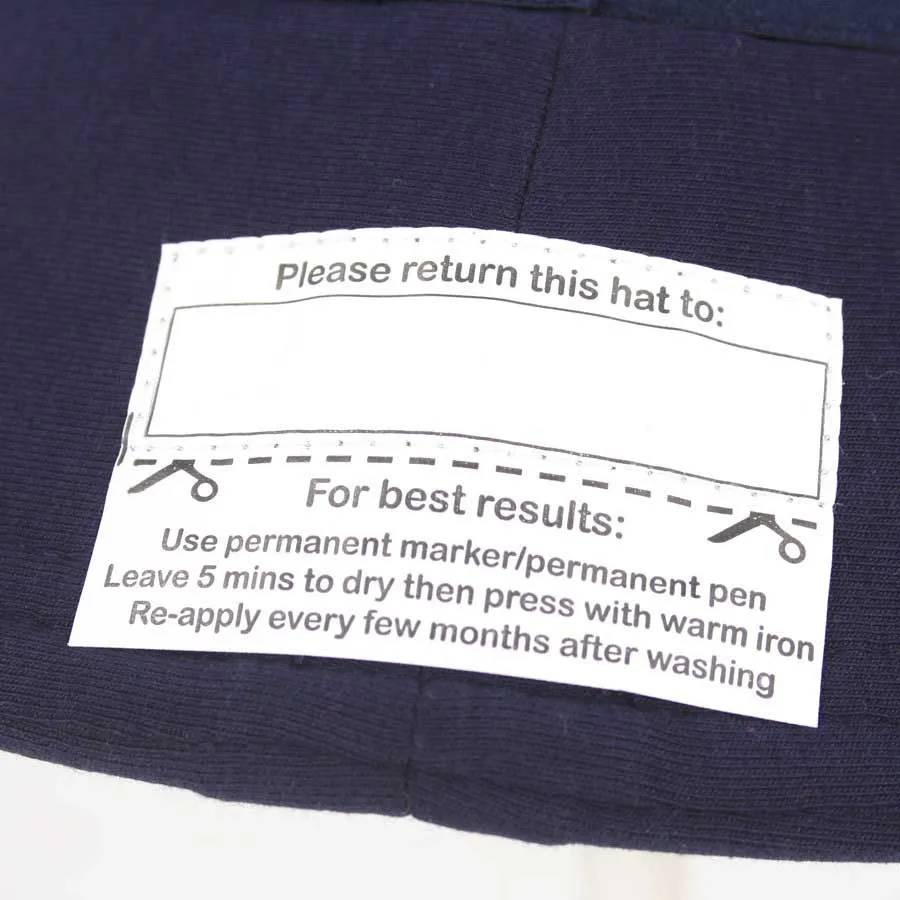 Please return this hat to:
For best results:
Use permanent marker/permanent pen
Leave 5 mins to dry then press with warm iron
Re-apply every few months after washing